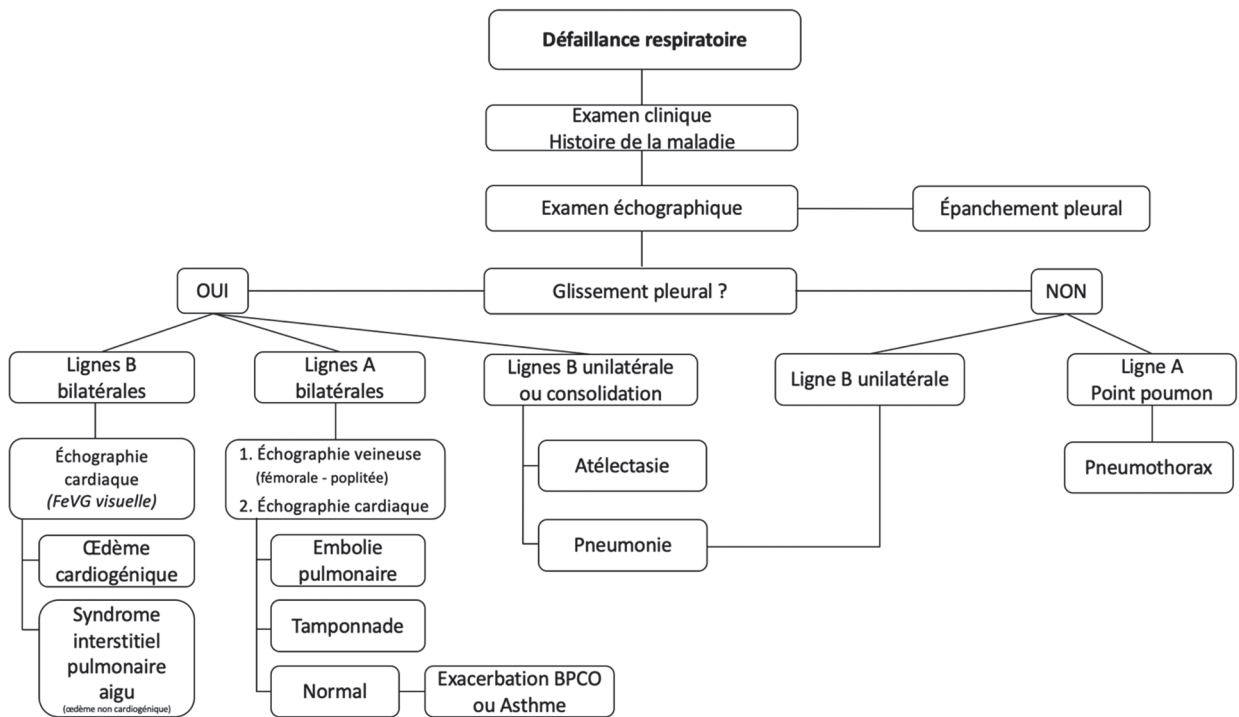 Défaillance respiratoire
Examen clinique
Histoire de la maladie
Examen échographique
Épanchement pleural
OUI
Glissement pleural ?
NON
Lignes B
bilatérales
Lignes A
bilatérales
Lignes B unilatérale
ou consolidation
Ligne B unilatérale
Ligne A
Point poumon
Échographie
cardiaque
(FeVG visuelle)
1. Échographie veineuse
(fémorale - poplitée)
2. Échographie cardiaque
Atélectasie
Pneumothorax
Pneumonie
Œdème
cardiogénique
Embolie
pulmonaire
Syndrome
interstitiel
pulmonaire
aigu
(œdème non cardiogénique)
Tamponnade
Normal
Exacerbation BPCO
ou Asthme